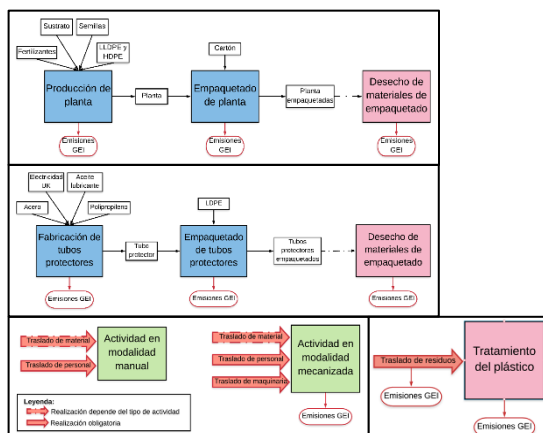 Sustrato
Semillas
Fertilizantes
LLDPE y
HDPE
Cartón
Producción de
planta
Planta
Empaquetado
de planta
Planta
empaquetadas
Desecho de
materiales de
empaquetado
Emisiones
GEI
Emisiones
GEI
Emisiones
GEI
Electricidad
UK
Aceite
lubricante
Acero
Polipropileno
LDPE
Fabricación de
tubos
protectores
Tubo
protector
Empaquetado
de tubos
protectores
Tubos
protectores
empaquetados
Desecho de
materiales de
empaquetado
Emisiones GEI
Emisiones GEI
Emisiones GEI
Traslado de material
Traslado de personal
Actividad en
modalidad
manual
Traslado de material
Traslado de personal
Traslado de maquinaria
Actividad en
modalidad
mecanizada
Emisiones GEI
Leyenda:
Realización depende del tipo de actividad
Realización obligatoria
Traslado de residuos
Tratamiento
del plástico
Emisiones GEI
Emisiones GEI